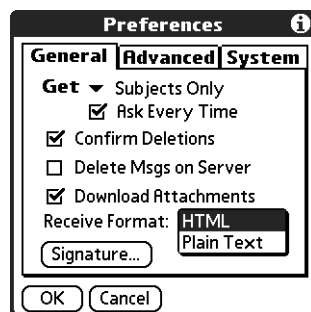 Preferences
General Advanced System
Get Subjects Only
Ask Every Time
Confirm Deletions
Delete Msgs on Server
Download Attachments
Receive Format: HTML
Plain Text
Signature...
OK Cancel